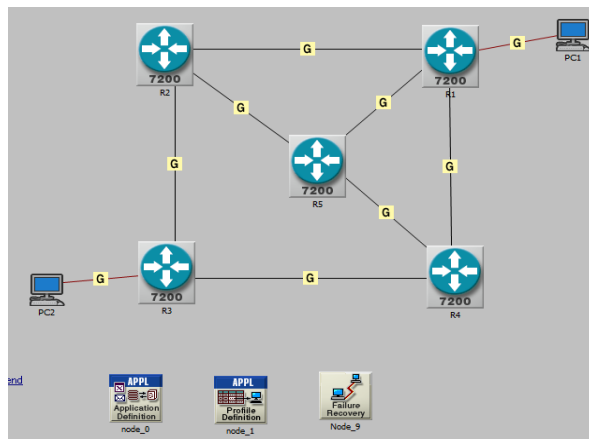 G
PC1
7200
R2
G
7200
R1
G
G
G
7200
R5
G
G
G
PC2
7200
R3
G
7200
R4
end
APPL
Application
Definition
node_0
APPL
Profile
Definition
node_1
Failure
Recovery
Node_9